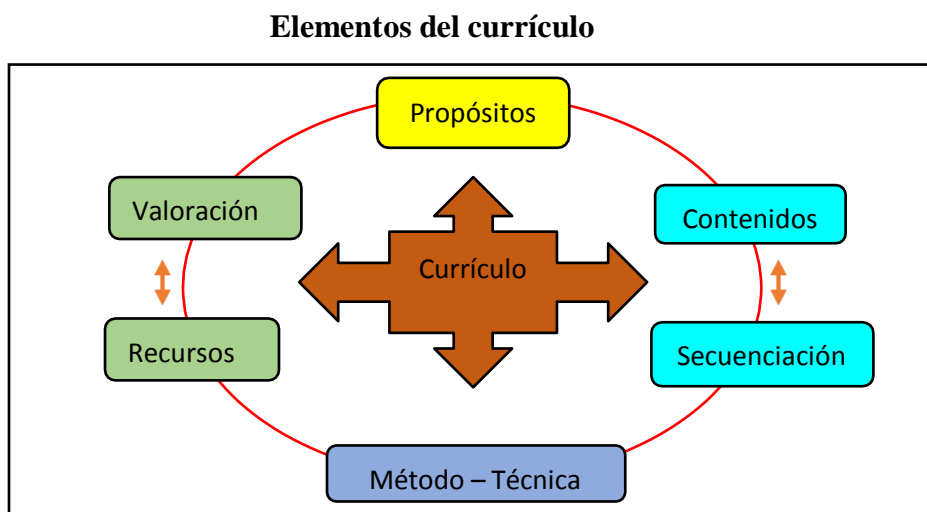 Elementos del currículo
Propósitos
Valoración
Contenidos
Currículo
Recursos
Secuenciación
Método – Técnica